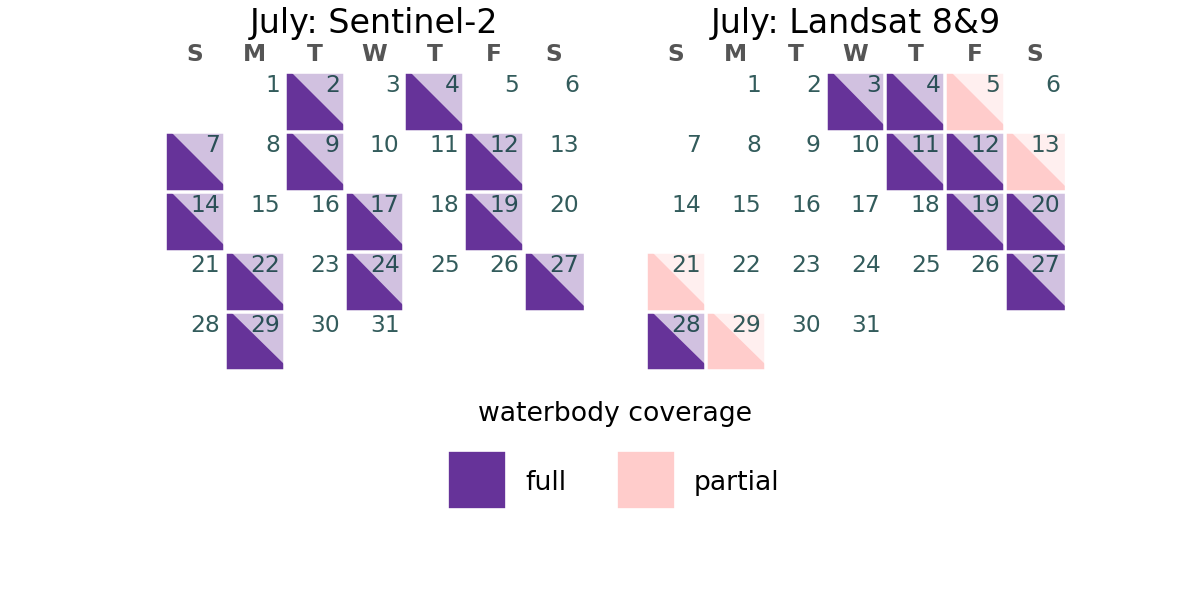 July: Sentinel-2
S M T W T F S
1 2 3 4 5 6
7 8 9 10 11 12 13
14 15 16 17 18 19 20
21 22 23 24 25 26 27
28 29 30 31
July: Landsat 8&9
S M T W T F S
1 2 3 4 5 6
7 8 9 10 11 12 13
14 15 16 17 18 19 20
21 22 23 24 25 26 27
28 29 30 31
waterbody coverage
full partial